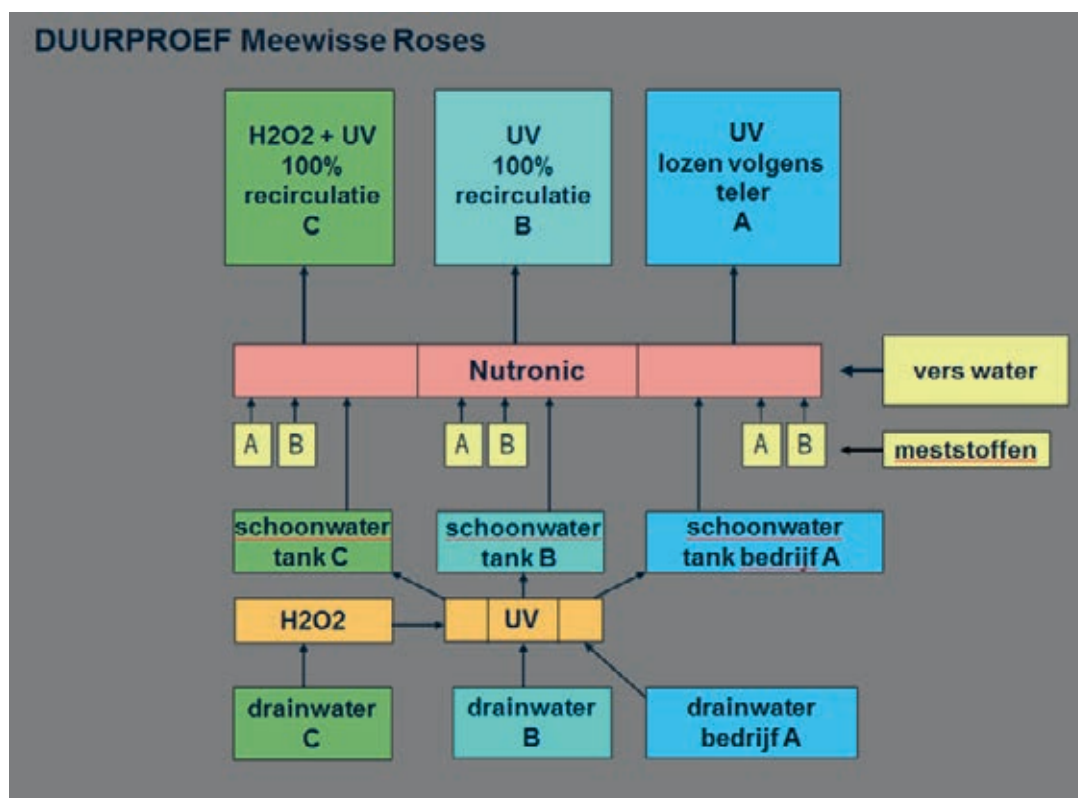 DUURPROEF Meewisse Roses
H2O2 + UV
100%
recirculatie
C
UV
100%
recirculatie
B
UV
lozen volgens
teler
A
Nutronic
vers water
A
B
A
B
A
B
meststoffen
schoonwater
tank C
schoonwater
tank B
schoonwater
tank bedrijf A
H2O2
UV
drainwater
C
drainwater
B
drainwater
bedrijf A